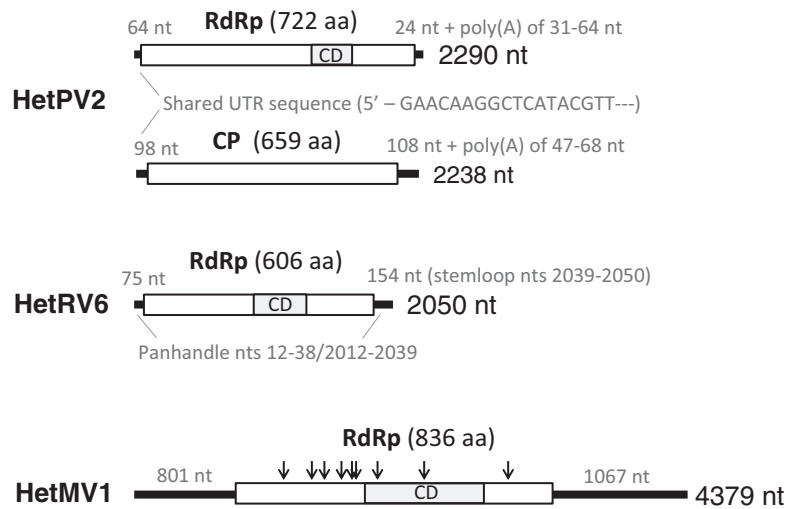 RdRp (722 aa)
64 nt
24 nt + poly(A) of 31-64 nt
CD
2290 nt
HetPV2
Shared UTR sequence (5’ – GAACAAGGCTCATACGTT---)
CP (659 aa)
98 nt
108 nt + poly(A) of 47-68 nt
2238 nt
RdRp (606 aa)
75 nt
154 nt (stemloop nts 2039-2050)
HetRV6
CD
2050 nt
Panhandle nts 12-38/2012-2039
RdRp (836 aa)
801 nt
1067 nt
HetMV1
CD
4379 nt